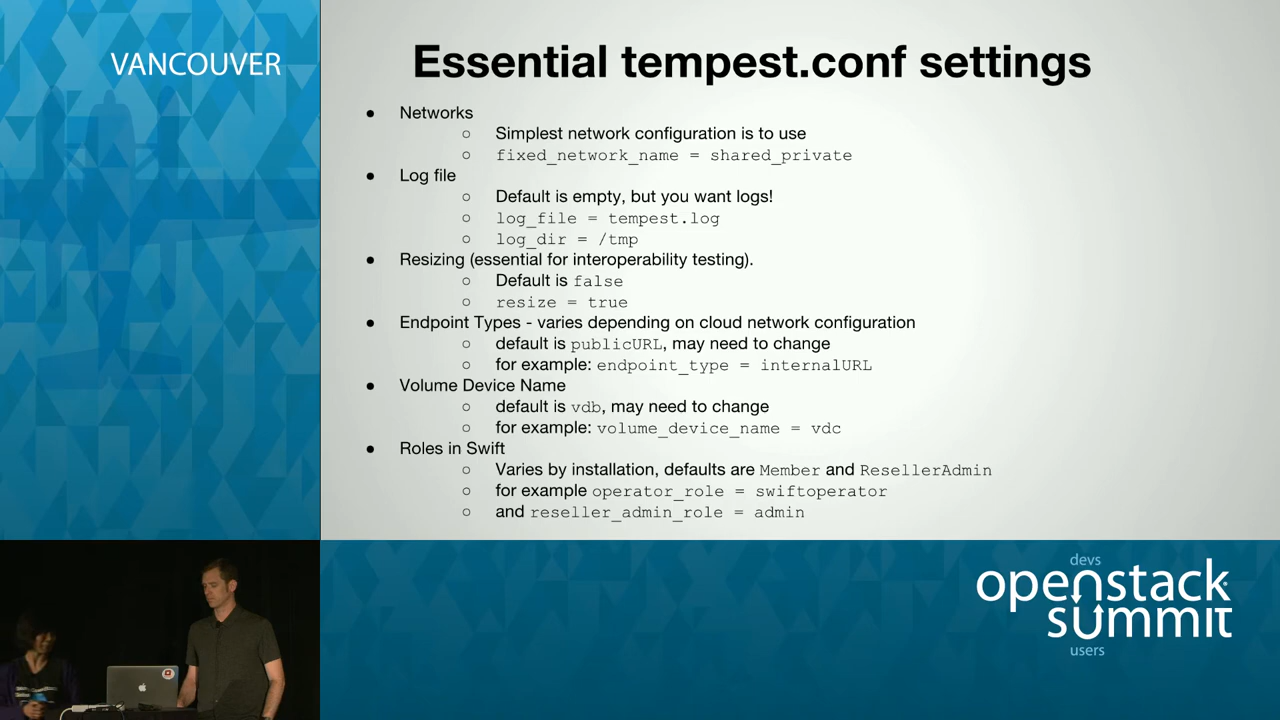 VANCOUVER
Essential tempest.conf settings
● Networks
○ Simplest network configuration is to use
○ fixed_network_name = shared_private
● Log file
○ Default is empty, but you want logs!
○ log_file = tempest.log
○ log_dir = /tmp
● Resizing (essential for interoperability testing).
○ Default is false
○ resize = true
● Endpoint Types - varies depending on cloud network configuration
○ default is publicURL, may need to change
○ for example: endpoint_type = internalURL
● Volume Device Name
○ default is vdb, may need to change
○ for example: volume_device_name = vdc
● Roles in Swift
○ Varies by installation, defaults are Member and ResellerAdmin
○ for example operator_role = swiftoperator
○ and reseller_admin_role = admin
devs
openstack
summit
users